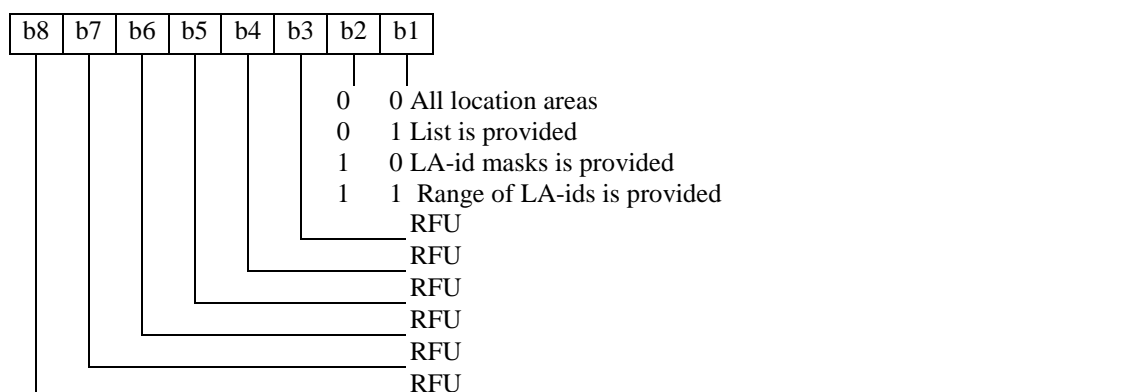 b8 b7 b6 b5 b4 b3 b2 b1
0 0 All location areas
0 1 List is provided
1 0 LA-id masks is provided
1 1 Range of LA-ids is provided
RFU
RFU
RFU
RFU
RFU
RFU